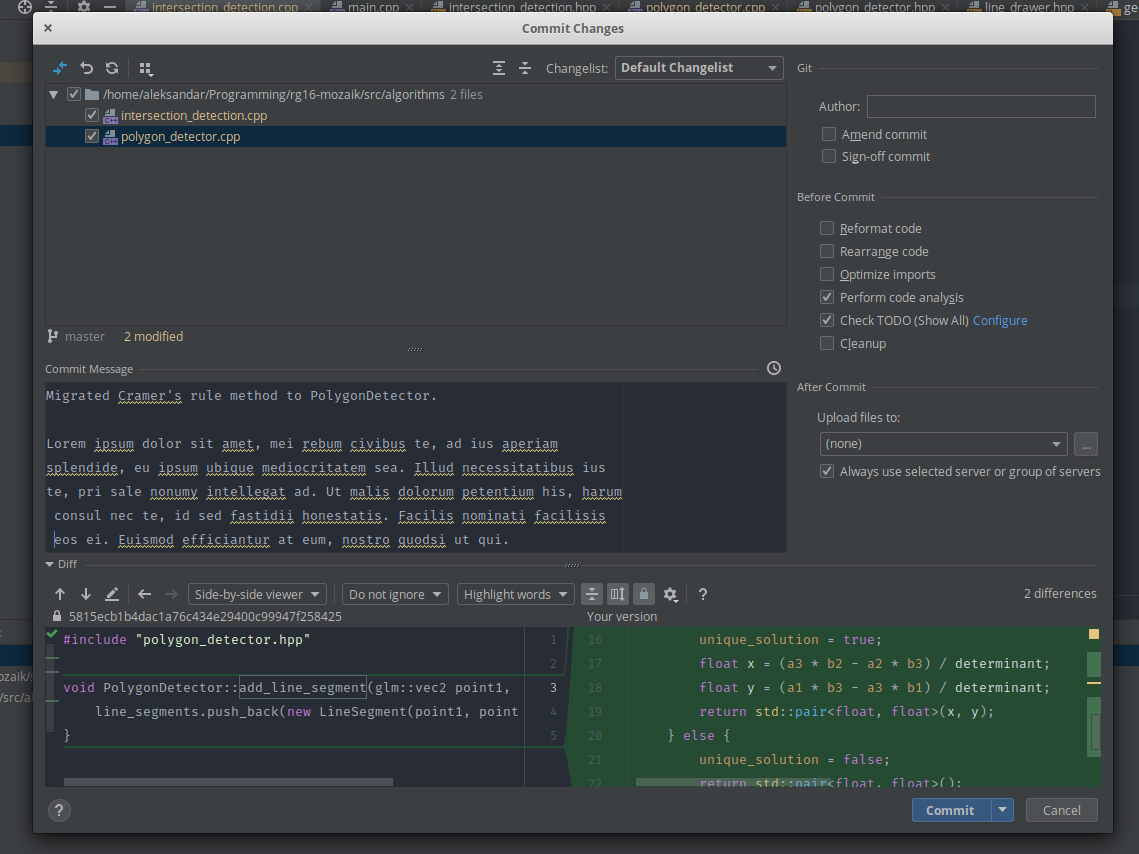 intersection_detection.cpp main.cpp intersection_detection.hpp polygon_detector.cpp polygon_detector.hpp line_drawer.hpp
Commit Changes
Changelist: Default Changelist
/home/aleksandar/Programming/rg16-mozaik/src/algorithms 2 files
intersection_detection.cpp
polygon_detector.cpp
master 2 modified
Commit Message
Migrated Cramer's rule method to PolygonDetector.
Lorem ipsum dolor sit amet, mei rebum civibus te, ad ius aperiam
splendide, eu ipsum ubique mediocritatem sea. Illud necessitatibus ius
te, pri sale nonumy intellegat ad. Ut malis dolorum petentium his, harum
consul nec te, id sed fastidii honestatis. Facilis nominati facilisis
eos ei. Euismod efficiantur at eum, nostro quodsi ut qui.
Git
Author:
Amend commit
Sign-off commit
Before Commit
Reformat code
Rearrange code
Optimize imports
Perform code analysis
Check TODO (Show All) Configure
Cleanup
After Commit
Upload files to:
(none) ...
Always use selected server or group of servers
Diff
Side-by-side viewer Do not ignore Highlight words ? 2 differences
5815ecb1b4dac1a76c434e29400c99947f258425 Your version
#include "polygon_detector.hpp" 1
2
void PolygonDetector::add_line_segment(glm::vec2 point1, 3
line_segments.push_back(new LineSegment(point1, point 4
} 5
16 unique_solution = true;
17 float x = (a3 * b2 - a2 * b3) / determinant;
18 float y = (a1 * b3 - a3 * b1) / determinant;
19 return std::pair<float, float>(x, y);
20 } else {
21 unique_solution = false;
22 return std::pair<float, float>();
? Commit Cancel